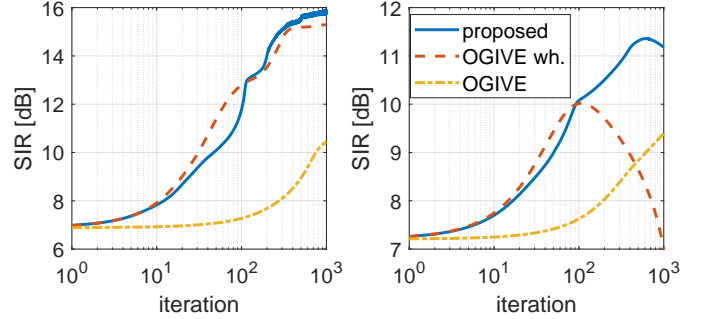 16
14
12
10
8
6
SIR [dB]
10^0
10^1
10^2
10^3
iteration
12
11
10
9
8
7
SIR [dB]
10^0
10^1
10^2
10^3
iteration
proposed
OGIVE wh.
OGIVE